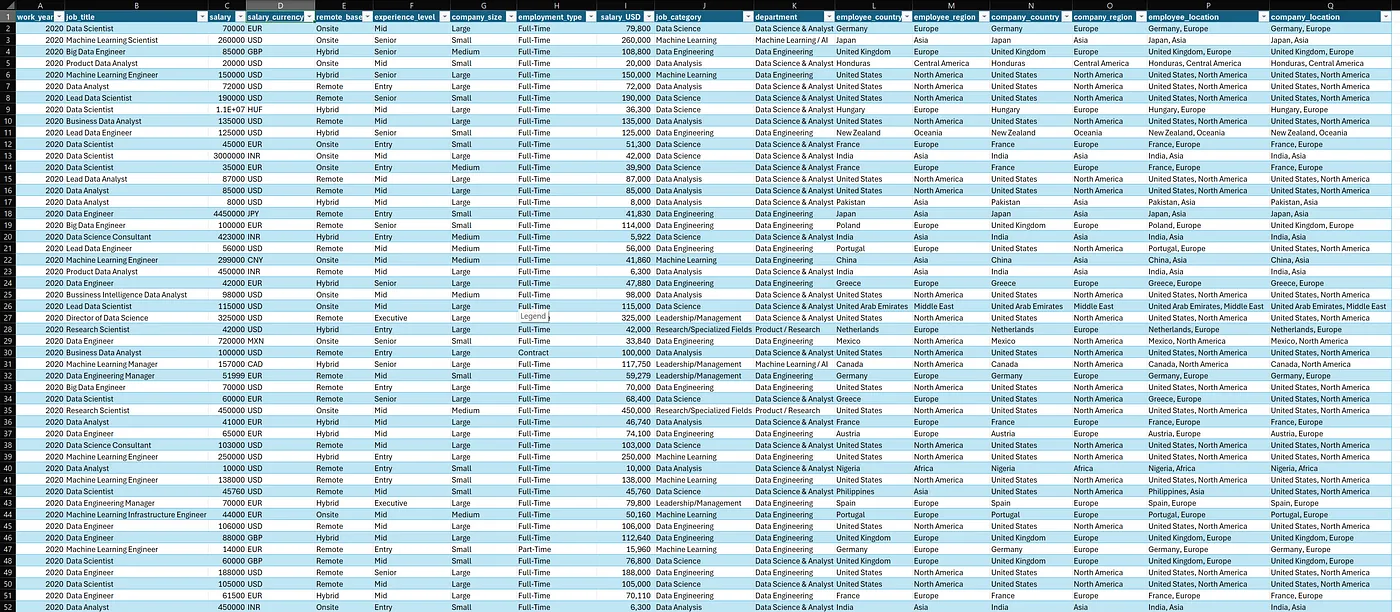 A B C D E F G H I J K L M N O P Q
1 work_year job_title salary salary_currency remote_base experience_level company_size employment_type salary_USD job_category department employee_country employee_region company_country company_region employee_location company_location
2 2020 Data Scientist 70000 EUR Onsite Mid Large Full-Time 79,800 Data Science Data Science & Analyst Germany Europe Germany Europe Germany, Europe Germany, Europe
3 2020 Machine Learning Scientist 260000 USD Onsite Senior Small Full-Time 260,000 Machine Learning Machine Learning / AI Japan Asia Japan Asia Japan, Asia Japan, Asia
4 2020 Big Data Engineer 85000 GBP Hybrid Senior Medium Full-Time 108,800 Data Engineering Data Engineering United Kingdom Europe United Kingdom Europe United Kingdom, Europe United Kingdom, Europe
5 2020 Product Data Analyst 20000 USD Onsite Mid Small Full-Time 20,000 Data Analysis Data Science & Analyst Honduras Central America Honduras Central America Honduras, Central America Honduras, Central America
6 2020 Machine Learning Engineer 150000 USD Hybrid Senior Large Full-Time 150,000 Machine Learning Data Engineering United States North America United States North America United States, North America United States, North America
7 2020 Data Analyst 72000 USD Remote Entry Large Full-Time 72,000 Data Analysis Data Science & Analyst United States North America United States North America United States, North America United States, North America
8 2020 Lead Data Scientist 190000 USD Remote Senior Small Full-Time 190,000 Data Science Data Science & Analyst United States North America United States North America United States, North America United States, North America
9 2020 Data Scientist 1.1E+07 HUF Hybrid Mid Large Full-Time 36,300 Data Science Data Science & Analyst Hungary Europe Hungary Europe Hungary, Europe Hungary, Europe
10 2020 Business Data Analyst 135000 USD Remote Mid Large Full-Time 135,000 Data Analysis Data Science & Analyst United States North America United States North America United States, North America United States, North America
11 2020 Lead Data Engineer 125000 USD Hybrid Senior Small Full-Time 125,000 Data Engineering Data Engineering New Zealand Oceania New Zealand Oceania New Zealand, Oceania New Zealand, Oceania
12 2020 Data Scientist 45000 EUR Onsite Entry Small Full-Time 51,300 Data Science Data Science & Analyst France Europe France Europe France, Europe France, Europe
13 2020 Data Scientist 3000000 INR Onsite Mid Large Full-Time 42,000 Data Science Data Science & Analyst India Asia India Asia India, Asia India, Asia
14 2020 Data Scientist 35000 EUR Onsite Entry Medium Full-Time 39,900 Data Science Data Science & Analyst France Europe France Europe France, Europe France, Europe
15 2020 Lead Data Analyst 87000 USD Remote Mid Large Full-Time 87,000 Data Analysis Data Science & Analyst United States North America United States North America United States, North America United States, North America
16 2020 Data Analyst 85000 USD Remote Mid Large Full-Time 85,000 Data Analysis Data Science & Analyst United States North America United States North America United States, North America United States, North America
17 2020 Data Analyst 8000 USD Hybrid Mid Large Full-Time 8,000 Data Analysis Data Science & Analyst Pakistan Asia Pakistan Asia Pakistan, Asia Pakistan, Asia
18 2020 Data Engineer 4450000 JPY Remote Entry Small Full-Time 41,830 Data Engineering Data Engineering Japan Asia Japan Asia Japan, Asia Japan, Asia
19 2020 Big Data Engineer 100000 EUR Remote Senior Small Full-Time 114,000 Data Engineering Data Engineering Poland Europe United Kingdom Europe Poland, Europe United Kingdom, Europe
20 2020 Data Science Consultant 423000 INR Hybrid Entry Medium Full-Time 5,922 Data Science Data Science & Analyst India Asia India Asia India, Asia India, Asia
21 2020 Lead Data Engineer 56000 USD Remote Mid Medium Full-Time 56,000 Data Engineering Data Engineering Portugal Europe United States North America Portugal, Europe United States, North America
22 2020 Machine Learning Engineer 299000 CNY Onsite Mid Medium Full-Time 41,860 Machine Learning Data Engineering China Asia China Asia China, Asia China, Asia
23 2020 Product Data Analyst 450000 INR Remote Mid Large Full-Time 6,300 Data Analysis Data Science & Analyst India Asia India Asia India, Asia India, Asia
24 2020 Data Engineer 42000 EUR Hybrid Mid Large Full-Time 47,880 Data Engineering Data Engineering Greece Europe Greece Europe Greece, Europe Greece, Europe
25 2020 Bussiness Intelligence Data Analyst 98000 USD Onsite Mid Medium Full-Time 98,000 Data Analysis Data Science & Analyst United States North America United States North America United States, North America United States, North America
26 2020 Lead Data Scientist 115000 USD Onsite Mid Large Full-Time 115,000 Data Science Data Science & Analyst United Arab Emirates Middle East United Arab Emirates Middle East United Arab Emirates, Middle East United Arab Emirates, Middle East
27 2020 Director of Data Science 325000 USD Remote Executive Large Legend 325,000 Leadership/Management Data Science & Analyst United States North America United States North America United States, North America United States, North America
28 2020 Research Scientist 42000 USD Hybrid Entry Large Full-Time 42,000 Research/Specialized Fields Product / Research Netherlands Europe Netherlands Europe Netherlands, Europe Netherlands, Europe
29 2020 Data Engineer 720000 MXN Onsite Senior Small Full-Time 33,840 Data Engineering Data Engineering Mexico North America Mexico North America Mexico, North America Mexico, North America
30 2020 Business Data Analyst 100000 USD Remote Entry Large Contract 100,000 Data Analysis Data Science & Analyst United States North America United States North America United States, North America United States, North America
31 2020 Machine Learning Manager 157000 CAD Hybrid Senior Large Full-Time 117,750 Leadership/Management Machine Learning / AI Canada North America Canada North America Canada, North America Canada, North America
32 2020 Data Engineering Manager 51999 EUR Remote Mid Large Full-Time 59,279 Leadership/Management Data Engineering Germany Europe Germany Europe Germany, Europe Germany, Europe
33 2020 Big Data Engineer 70000 USD Remote Entry Large Full-Time 70,000 Data Engineering Data Engineering United States North America United States North America United States, North America United States, North America
34 2020 Data Scientist 60000 EUR Remote Senior Large Full-Time 68,400 Data Science Data Science & Analyst Greece Europe United States North America Greece, Europe United States, North America
35 2020 Research Scientist 450000 USD Onsite Mid Medium Full-Time 450,000 Research/Specialized Fields Product / Research United States North America United States North America United States, North America United States, North America
36 2020 Data Analyst 41000 EUR Hybrid Mid Large Full-Time 46,740 Data Analysis Data Science & Analyst France Europe France Europe France, Europe France, Europe
37 2020 Data Engineer 65000 EUR Hybrid Mid Large Full-Time 74,100 Data Engineering Data Engineering Austria Europe Austria Europe Austria, Europe Austria, Europe
38 2020 Data Science Consultant 103000 USD Remote Mid Large Full-Time 103,000 Data Science Data Science & Analyst United States North America United States North America United States, North America United States, North America
39 2020 Machine Learning Engineer 250000 USD Hybrid Entry Large Full-Time 250,000 Machine Learning Data Engineering United States North America United States North America United States, North America United States, North America
40 2020 Data Analyst 10000 USD Remote Entry Small Full-Time 10,000 Data Analysis Data Science & Analyst Nigeria Africa Nigeria Africa Nigeria, Africa Nigeria, Africa
41 2020 Machine Learning Engineer 138000 USD Remote Entry Small Full-Time 138,000 Machine Learning Data Engineering United States North America United States North America United States, North America United States, North America
42 2020 Data Scientist 45760 USD Remote Mid Small Full-Time 45,760 Data Science Data Science & Analyst Philippines Asia United States North America Philippines, Asia United States, North America
43 2020 Data Engineering Manager 70000 EUR Hybrid Executive Large Full-Time 79,800 Leadership/Management Data Engineering Spain Europe Spain Europe Spain, Europe Spain, Europe
44 2020 Machine Learning Infrastructure Engineer 44000 EUR Onsite Mid Medium Full-Time 50,160 Machine Learning Data Engineering Portugal Europe Portugal Europe Portugal, Europe Portugal, Europe
45 2020 Data Engineer 106000 USD Remote Mid Large Full-Time 106,000 Data Engineering Data Engineering United States North America United States North America United States, North America United States, North America
46 2020 Data Engineer 88000 GBP Hybrid Mid Large Full-Time 112,640 Data Engineering Data Engineering United Kingdom Europe United Kingdom Europe United Kingdom, Europe United Kingdom, Europe
47 2020 Machine Learning Engineer 14000 EUR Remote Entry Small Part-Time 15,960 Machine Learning Data Engineering Germany Europe Germany Europe Germany, Europe Germany, Europe
48 2020 Data Scientist 60000 GBP Remote Mid Small Full-Time 76,800 Data Science Data Science & Analyst United Kingdom Europe United Kingdom Europe United Kingdom, Europe United Kingdom, Europe
49 2020 Data Engineer 188000 USD Remote Senior Large Full-Time 188,000 Data Engineering Data Engineering United States North America United States North America United States, North America United States, North America
50 2020 Data Scientist 105000 USD Remote Mid Large Full-Time 105,000 Data Science Data Science & Analyst United States North America United States North America United States, North America United States, North America
51 2020 Data Engineer 61500 EUR Hybrid Mid Large Full-Time 70,110 Data Engineering Data Engineering France Europe France Europe France, Europe France, Europe
52 2020 Data Analyst 450000 INR Onsite Entry Small Full-Time 6,300 Data Analysis Data Science & Analyst India Asia India Asia India, Asia India, Asia